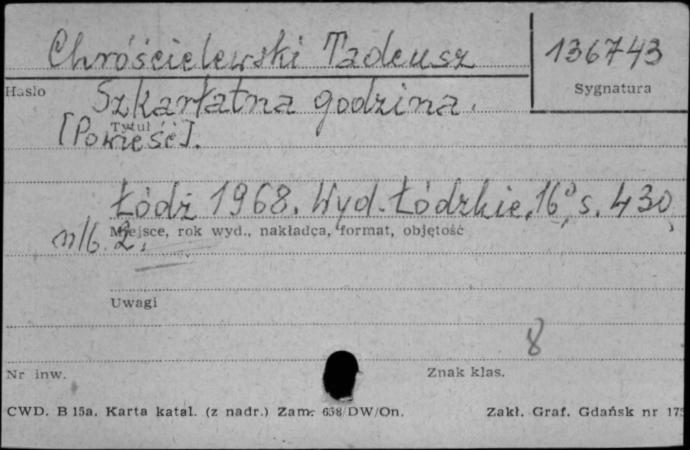 Chróścielewski Tadeusz 136743
Hasło Sygnatura
Szkarłatna godzina.
Tytuł
[Powieść].
Łódź 1968. Wyd. Łódzkie, 16°, s. 430,
Miejsce, rok wyd., nakładca, format, objętość
nlb. 2.
Uwagi
8
Nr inw. Znak klas.
CWD. B 15a. Karta katal. (z nadr.) Zam. 658/DW/On. Zakł. Graf. Gdańsk nr 175